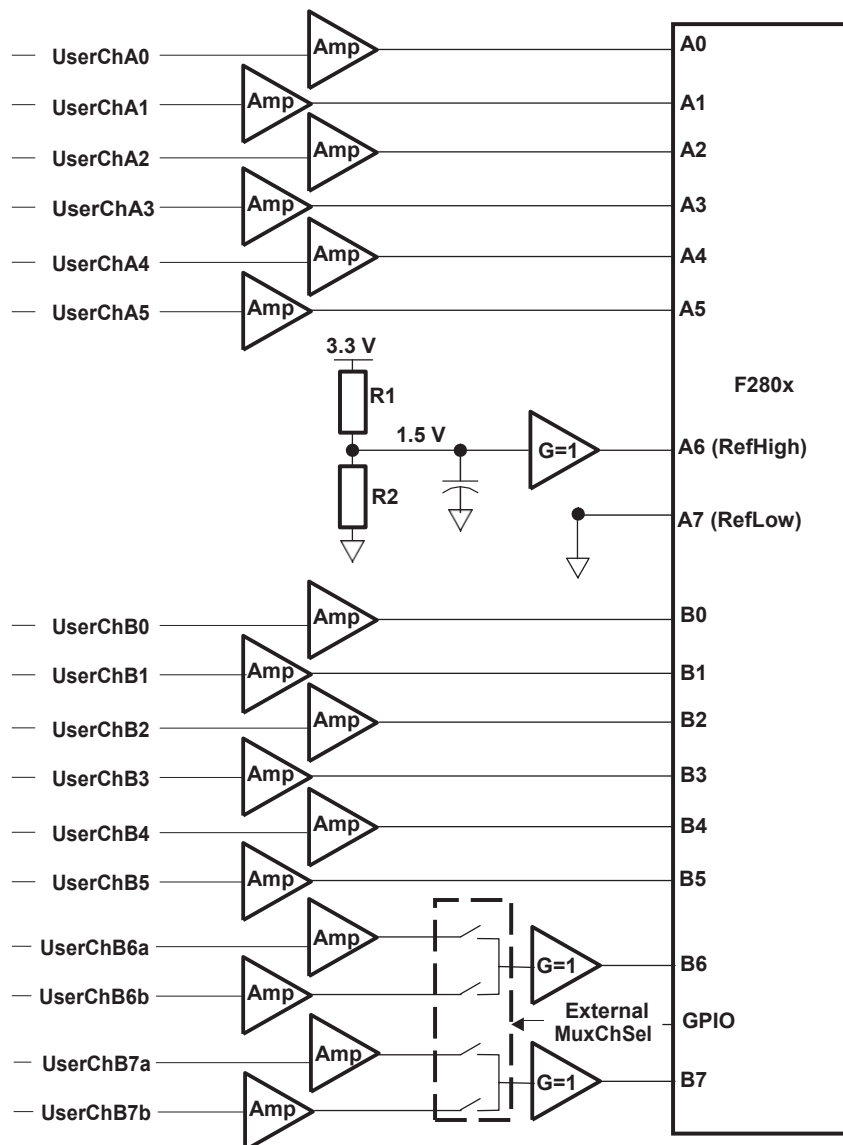 UserChA0 Amp A0
UserChA1 Amp A1
UserChA2 Amp A2
UserChA3 Amp A3
UserChA4 Amp A4
UserChA5 Amp A5
3.3 V
R1
F280x
1.5 V
G=1 A6 (RefHigh)
R2
A7 (RefLow)
UserChB0 Amp B0
UserChB1 Amp B1
UserChB2 Amp B2
UserChB3 Amp B3
UserChB4 Amp B4
UserChB5 Amp B5
UserChB6a Amp
G=1 B6
UserChB6b Amp
External
MuxChSel
GPIO
UserChB7a Amp
G=1 B7
UserChB7b Amp